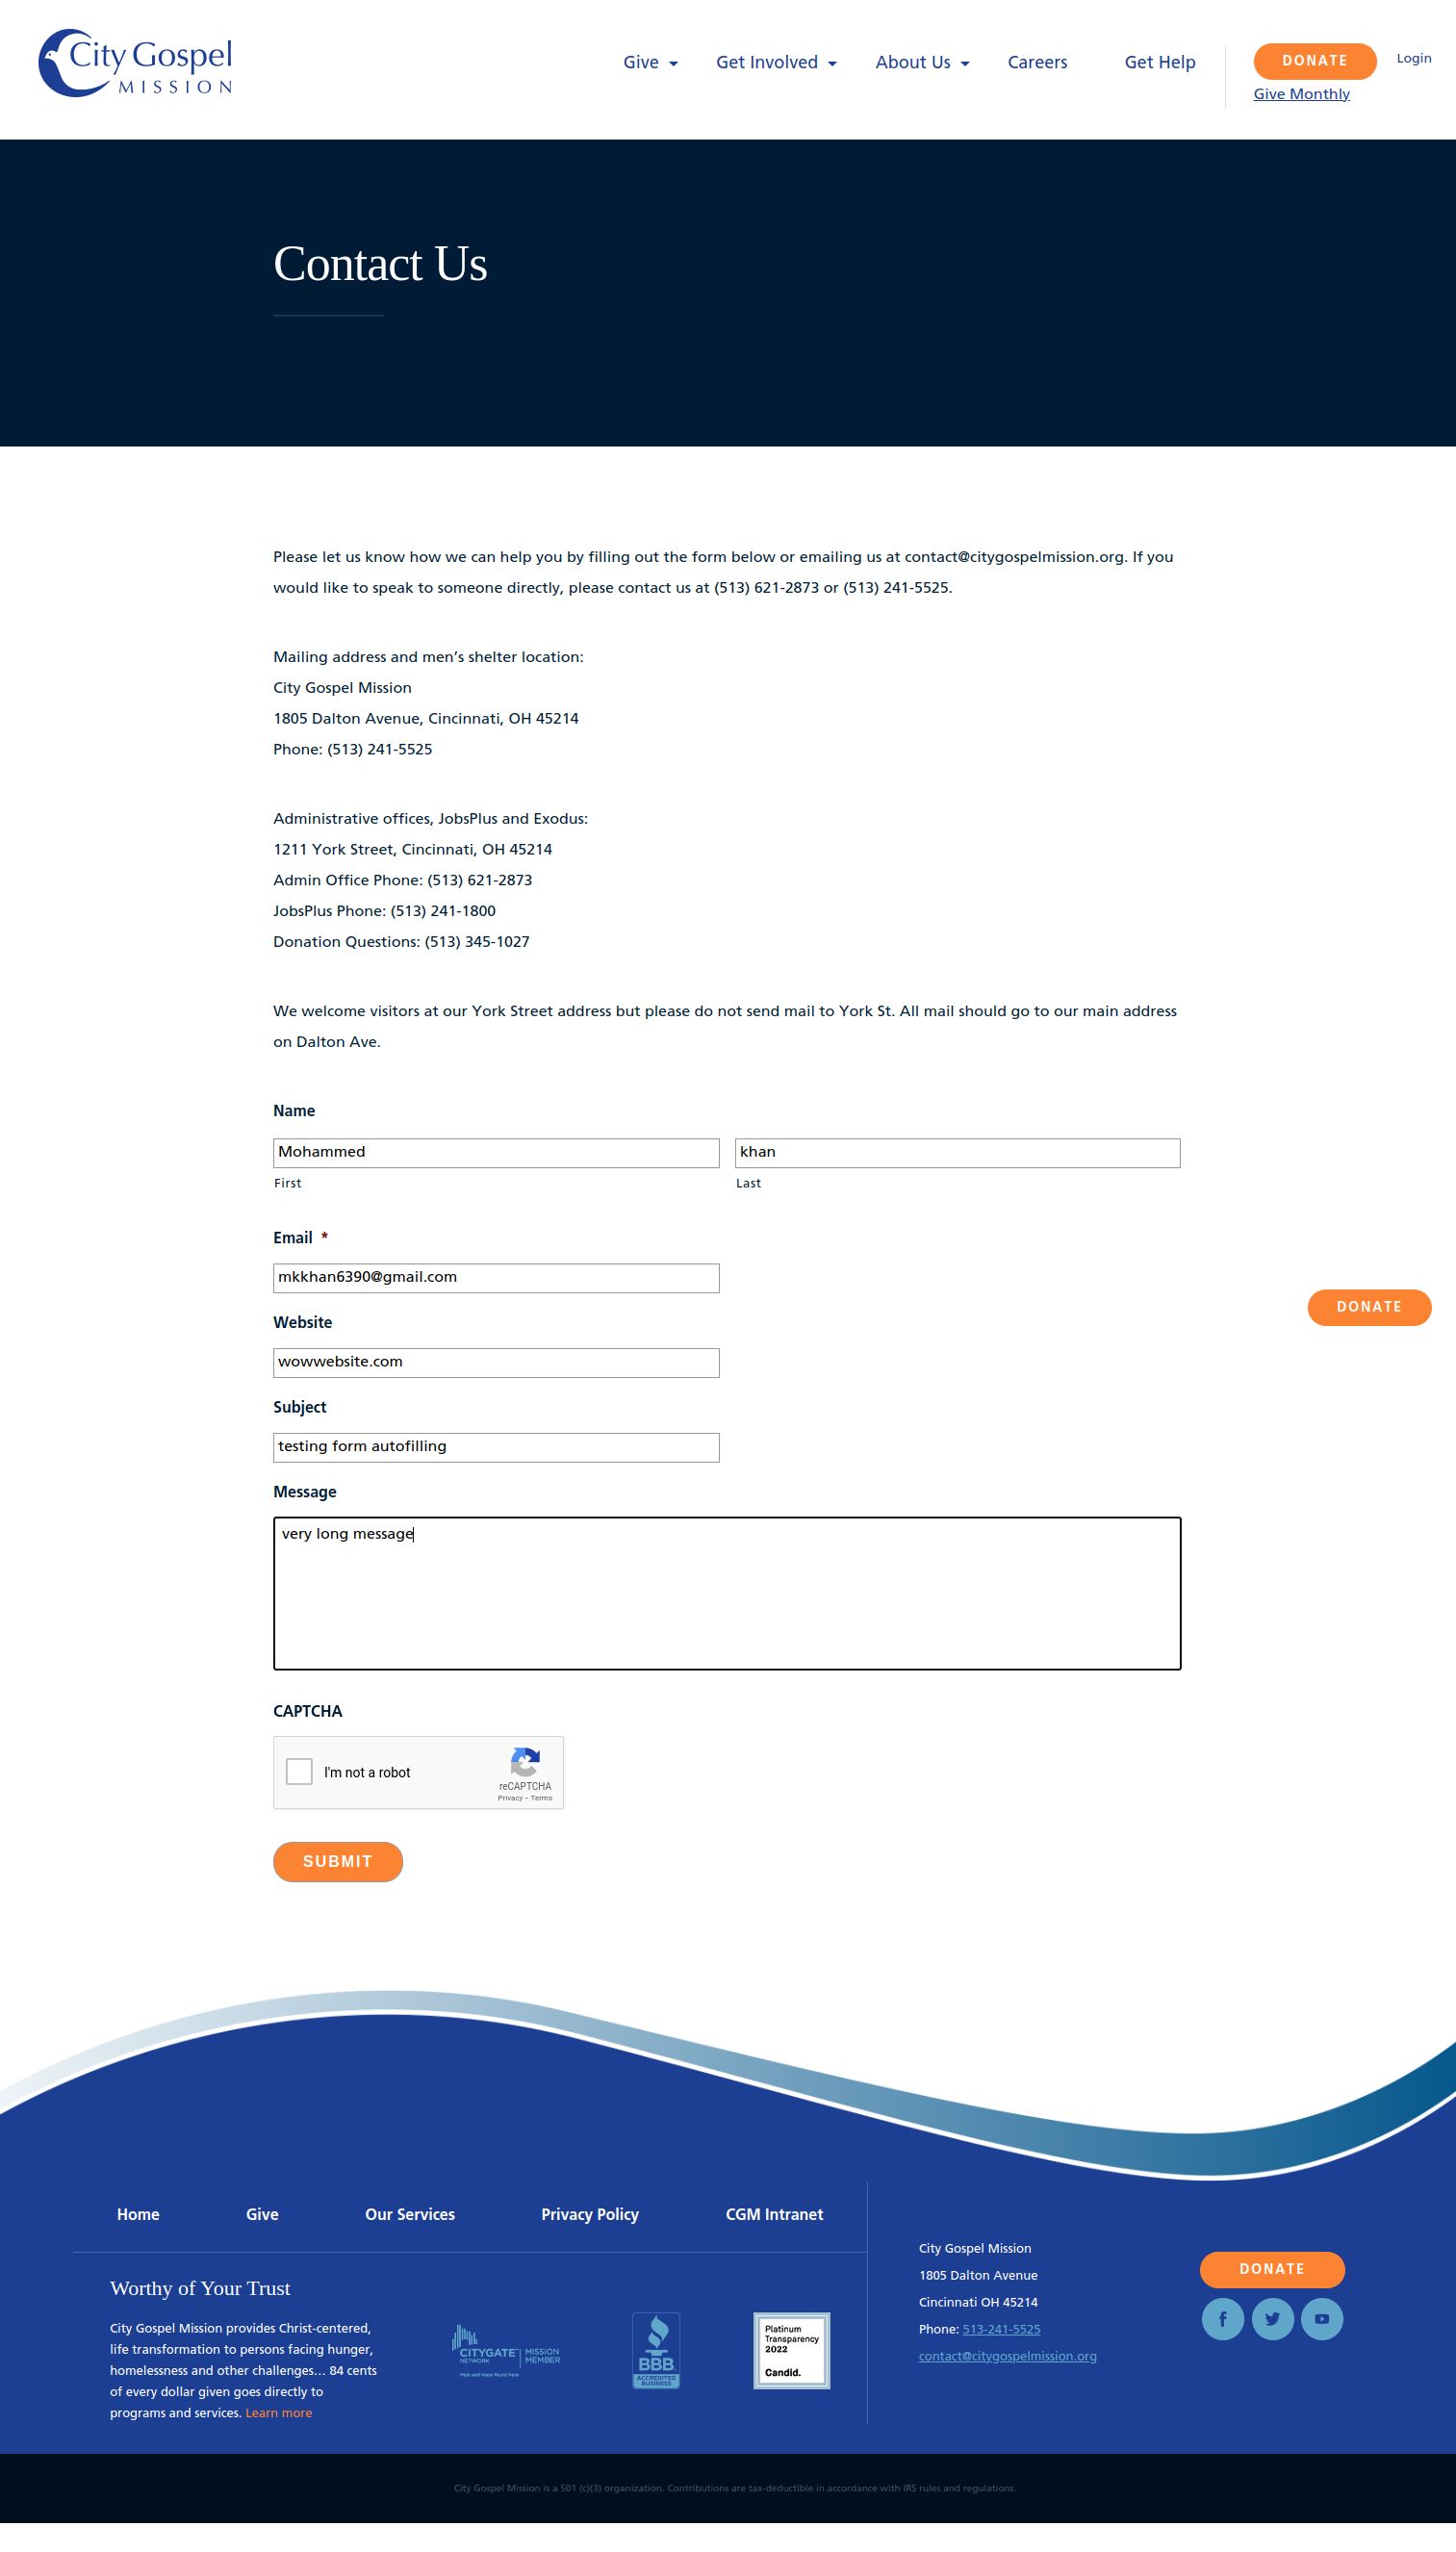 City Gospel
MISSION
Give
Get Involved
About Us
Careers
Get Help
DONATE
Login
Give Monthly
Contact Us
Please let us know how we can help you by filling out the form below or emailing us at contact@citygospelmission.org. If you
would like to speak to someone directly, please contact us at (513) 621-2873 or (513) 241-5525.
Mailing address and men’s shelter location:
City Gospel Mission
1805 Dalton Avenue, Cincinnati, OH 45214
Phone: (513) 241-5525
Administrative offices, JobsPlus and Exodus:
1211 York Street, Cincinnati, OH 45214
Admin Office Phone: (513) 621-2873
JobsPlus Phone: (513) 241-1800
Donation Questions: (513) 345-1027
We welcome visitors at our York Street address but please do not send mail to York St. All mail should go to our main address
on Dalton Ave.
Name
Mohammed
khan
First
Last
Email *
mkkhan6390@gmail.com
DONATE
Website
wowwebsite.com
Subject
testing form autofilling
Message
very long message
CAPTCHA
I'm not a robot
reCAPTCHA
Privacy - Terms
SUBMIT
Home
Give
Our Services
Privacy Policy
CGM Intranet
Worthy of Your Trust
City Gospel Mission provides Christ-centered,
life transformation to persons facing hunger,
homelessness and other challenges… 84 cents
of every dollar given goes directly to
programs and services. Learn more
CITYGATE
NETWORK
MISSION
MEMBER
Help and Hope found here
BBB
ACCREDITED
BUSINESS
Platinum
Transparency
2022
Candid.
City Gospel Mission
1805 Dalton Avenue
Cincinnati OH 45214
Phone: 513-241-5525
contact@citygospelmission.org
DONATE
City Gospel Mission is a 501 (c)(3) organization. Contributions are tax-deductible in accordance with IRS rules and regulations.